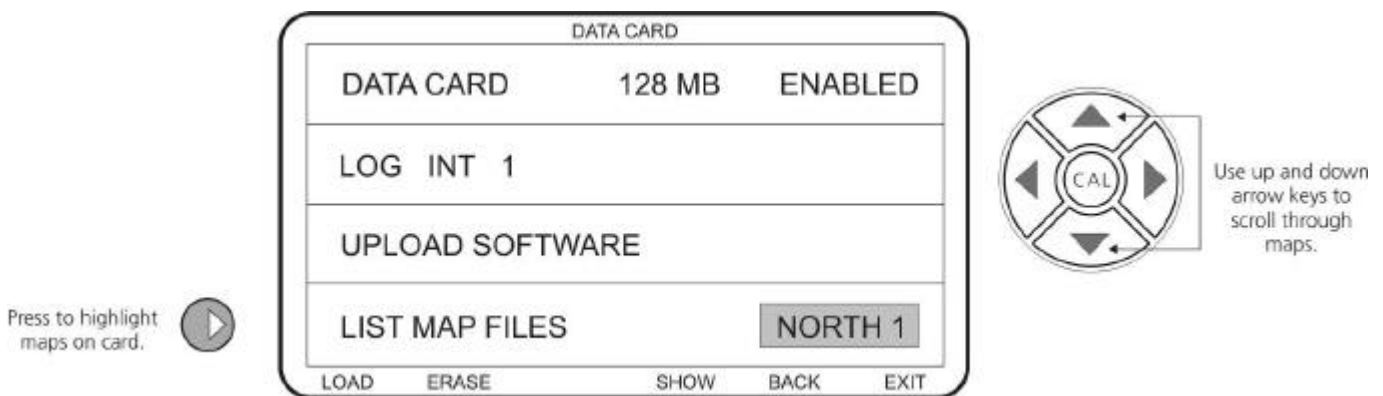 DATA CARD
DATA CARD 128 MB ENABLED
LOG INT 1
UPLOAD SOFTWARE
LIST MAP FILES NORTH 1
LOAD ERASE SHOW BACK EXIT
Press to highlight
maps on card.
CAL
Use up and down
arrow keys to
scroll through
maps.